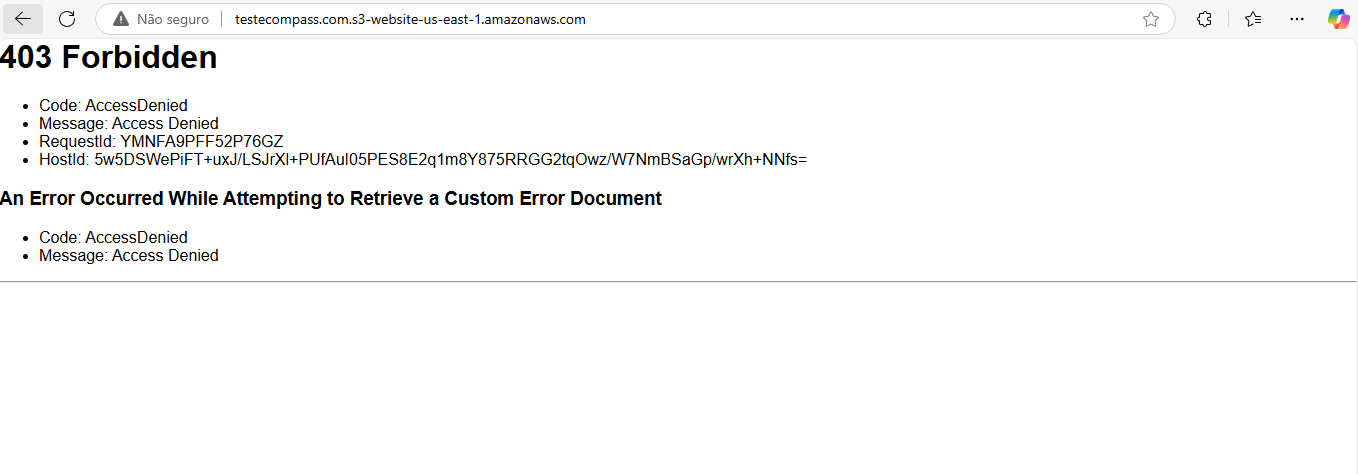 Não seguro
testecompass.com.s3-website-us-east-1.amazonaws.com
403 Forbidden
Code: AccessDenied
Message: Access Denied
RequestId: YMNFA9PFF52P76GZ
HostId: 5w5DSWePiFT+uxJ/LSJrXI+PUfAuI05PES8E2q1m8Y875RRGG2tqOwz/W7NmBSaGp/wrXh+NNfs=
An Error Occurred While Attempting to Retrieve a Custom Error Document
Code: AccessDenied
Message: Access Denied